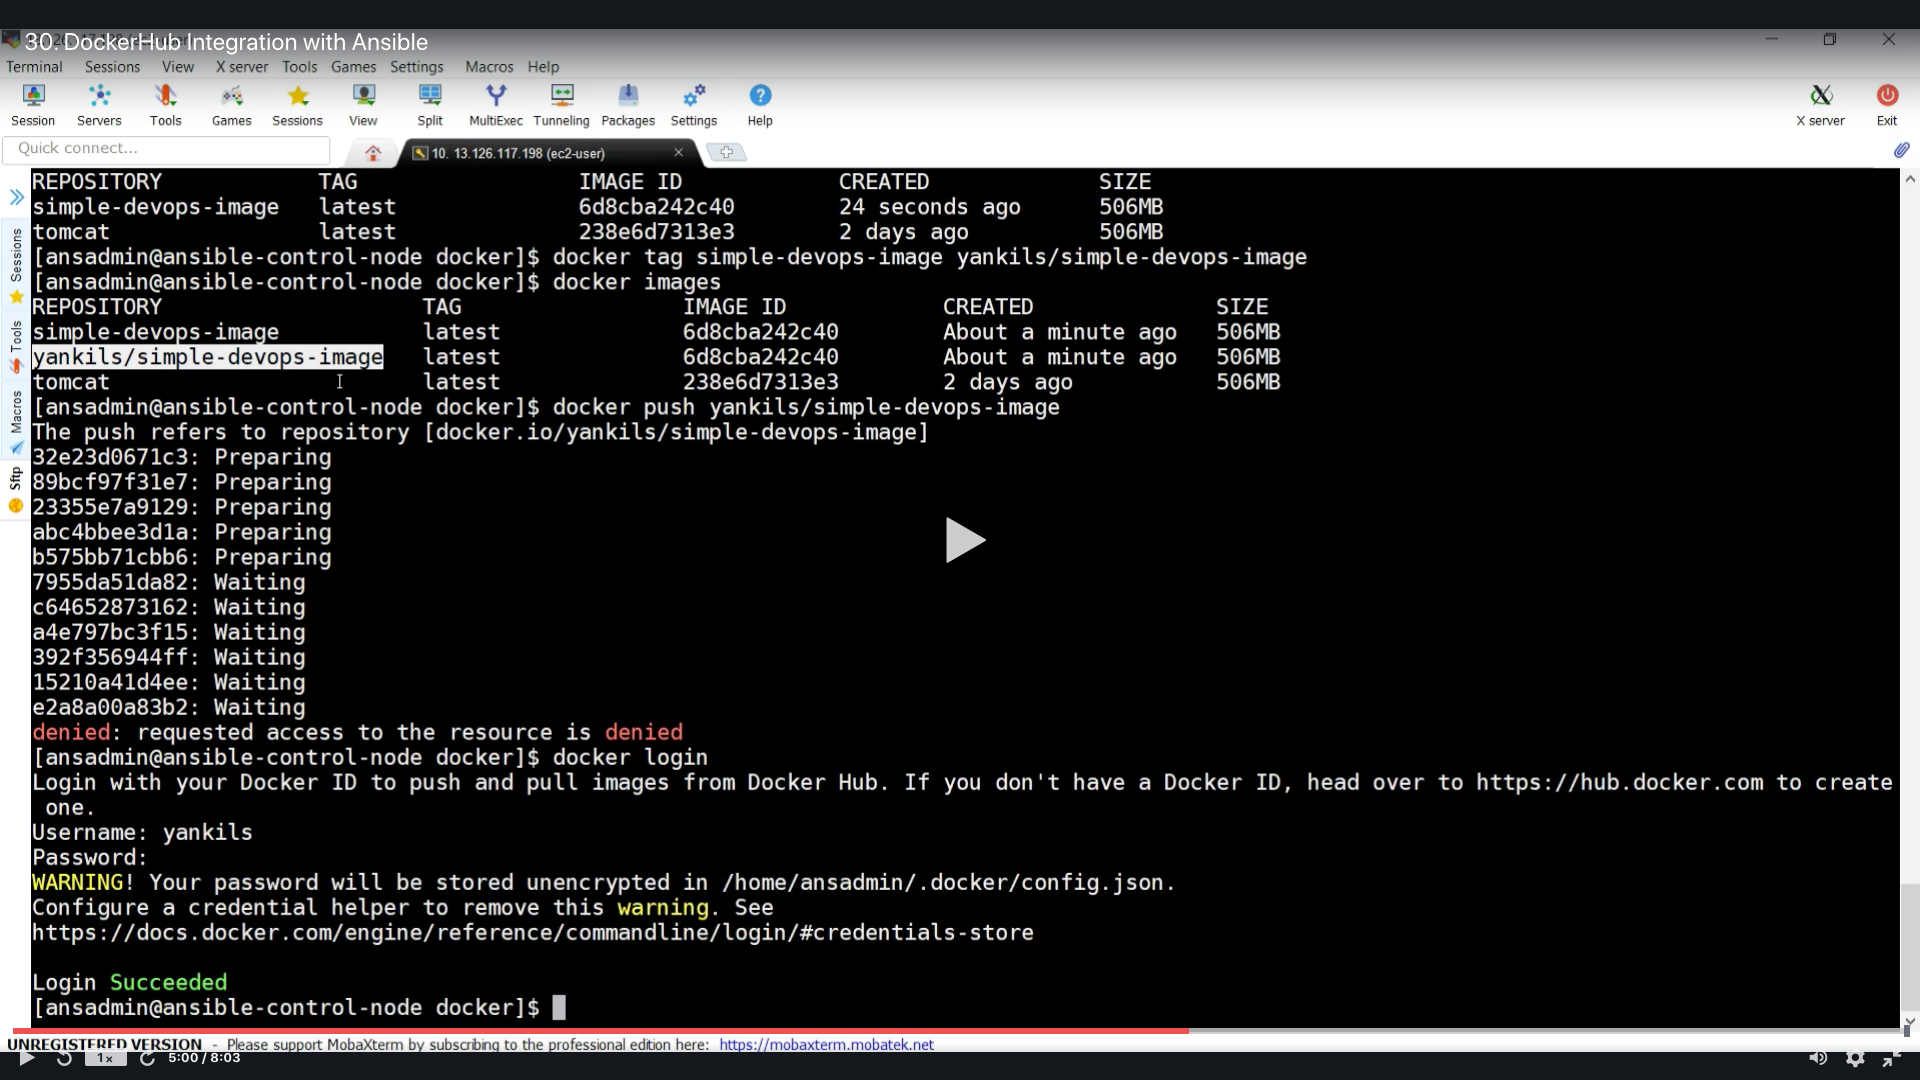 30. DockerHub Integration with Ansible
Terminal Sessions View X server Tools Games Settings Macros Help
Session Servers Tools Games Sessions View Split MultiExec Tunneling Packages Settings Help X server Exit
Quick connect...
10. 13.126.117.198 (ec2-user)
Sessions
Tools
Macros
Sftp
REPOSITORY TAG IMAGE ID CREATED SIZE
simple-devops-image latest 6d8cba242c40 24 seconds ago 506MB
tomcat latest 238e6d7313e3 2 days ago 506MB
[ansadmin@ansible-control-node docker]$ docker tag simple-devops-image yankils/simple-devops-image
[ansadmin@ansible-control-node docker]$ docker images
REPOSITORY TAG IMAGE ID CREATED SIZE
simple-devops-image latest 6d8cba242c40 About a minute ago 506MB
yankils/simple-devops-image latest 6d8cba242c40 About a minute ago 506MB
tomcat latest 238e6d7313e3 2 days ago 506MB
[ansadmin@ansible-control-node docker]$ docker push yankils/simple-devops-image
The push refers to repository [docker.io/yankils/simple-devops-image]
32e23d0671c3: Preparing
89bcf97f31e7: Preparing
23355e7a9129: Preparing
abc4bbee3d1a: Preparing
b575bb71cbb6: Preparing
7955da51da82: Waiting
c64652873162: Waiting
a4e797bc3f15: Waiting
392f356944ff: Waiting
15210a41d4ee: Waiting
e2a8a00a83b2: Waiting
denied: requested access to the resource is denied
[ansadmin@ansible-control-node docker]$ docker login
Login with your Docker ID to push and pull images from Docker Hub. If you don't have a Docker ID, head over to https://hub.docker.com to create
one.
Username: yankils
Password:
WARNING! Your password will be stored unencrypted in /home/ansadmin/.docker/config.json.
Configure a credential helper to remove this warning. See
https://docs.docker.com/engine/reference/commandline/login/#credentials-store
Login Succeeded
[ansadmin@ansible-control-node docker]$
UNREGISTERED VERSION - Please support MobaXterm by subscribing to the professional edition here: https://mobaxterm.mobatek.net
1x 5:00 / 8:03